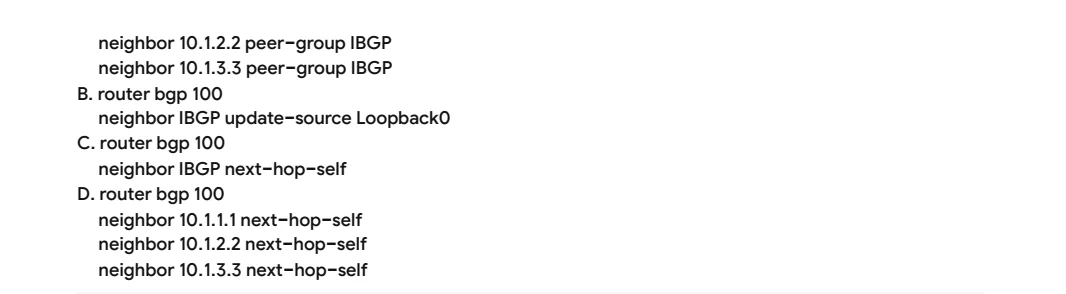 neighbor 10.1.2.2 peer-group IBGP
neighbor 10.1.3.3 peer-group IBGP
B. router bgp 100
neighbor IBGP update-source Loopback0
C. router bgp 100
neighbor IBGP next-hop-self
D. router bgp 100
neighbor 10.1.1.1 next-hop-self
neighbor 10.1.2.2 next-hop-self
neighbor 10.1.3.3 next-hop-self